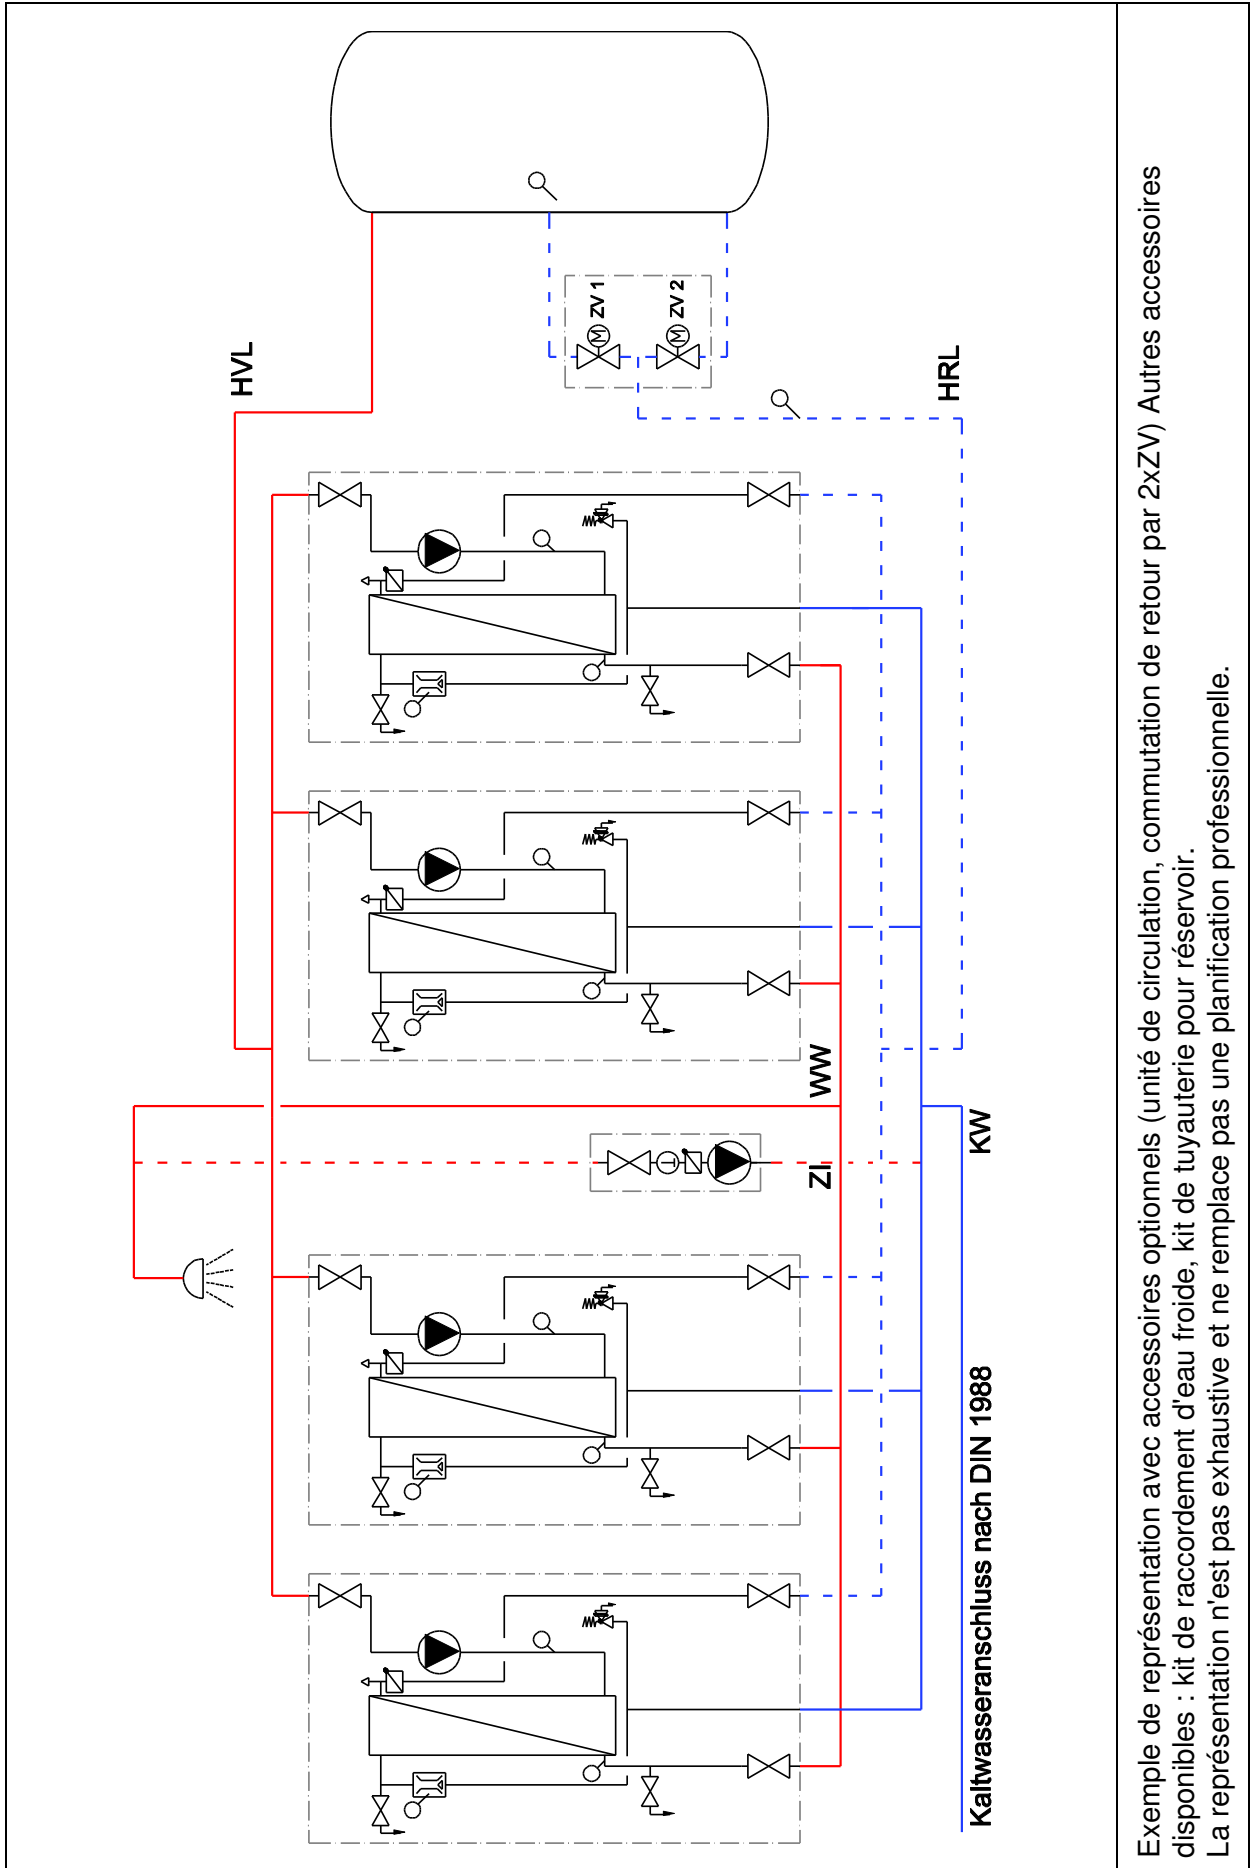 HVL
ZV 1
M
ZV 2
M
HRL
WW
KW
ZI
T
Kaltwasseranschluss nach DIN 1988
Exemple de représentation avec accessoires optionnels (unité de circulation, commutation de retour par 2xZV) Autres accessoires
disponibles : kit de raccordement d'eau froide, kit de tuyauterie pour réservoir.
La représentation n'est pas exhaustive et ne remplace pas une planification professionnelle.